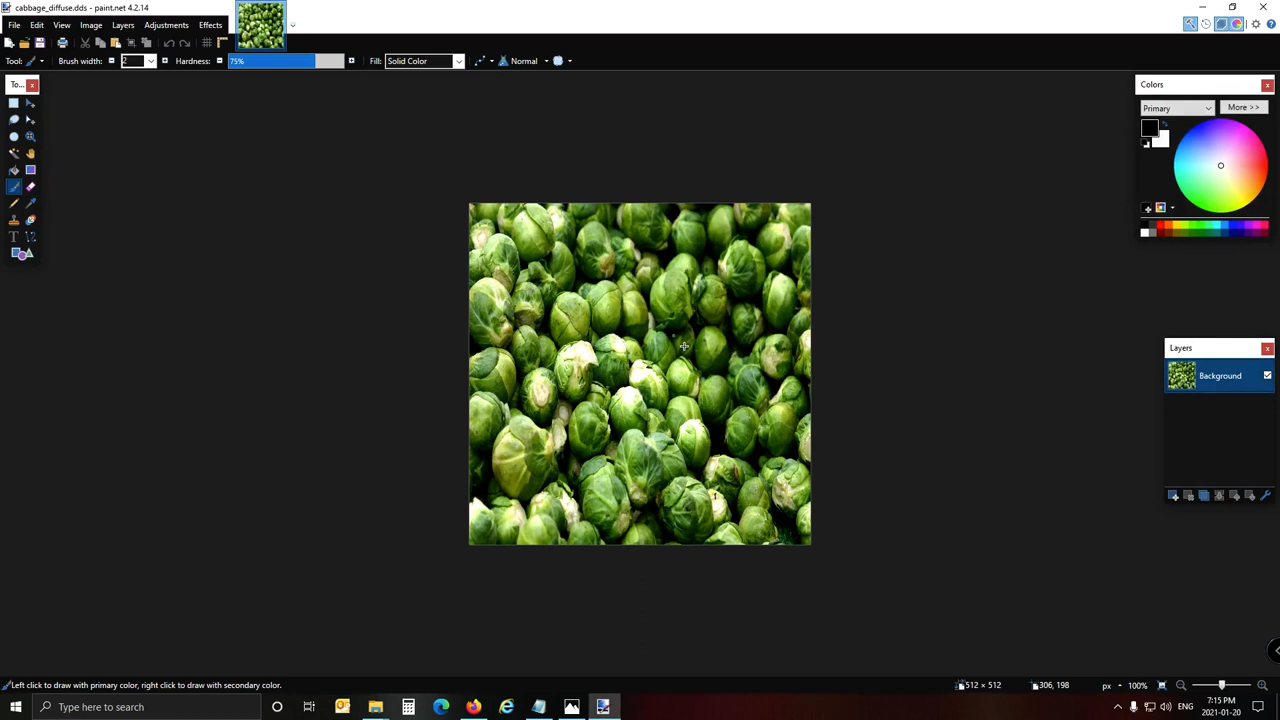 cabbage_diffuse.dds - paint.net 4.2.14
File Edit View Image Layers Adjustments Effects
Tool: Brush width: 2 Hardness: 75% Fill: Solid Color Normal
To...
Colors
Primary More >>
Layers
Background
Left click to draw with primary color, right click to draw with secondary color.
512 × 512 306, 198 px 100%
Type here to search
ENG 7:15 PM
2021-01-20